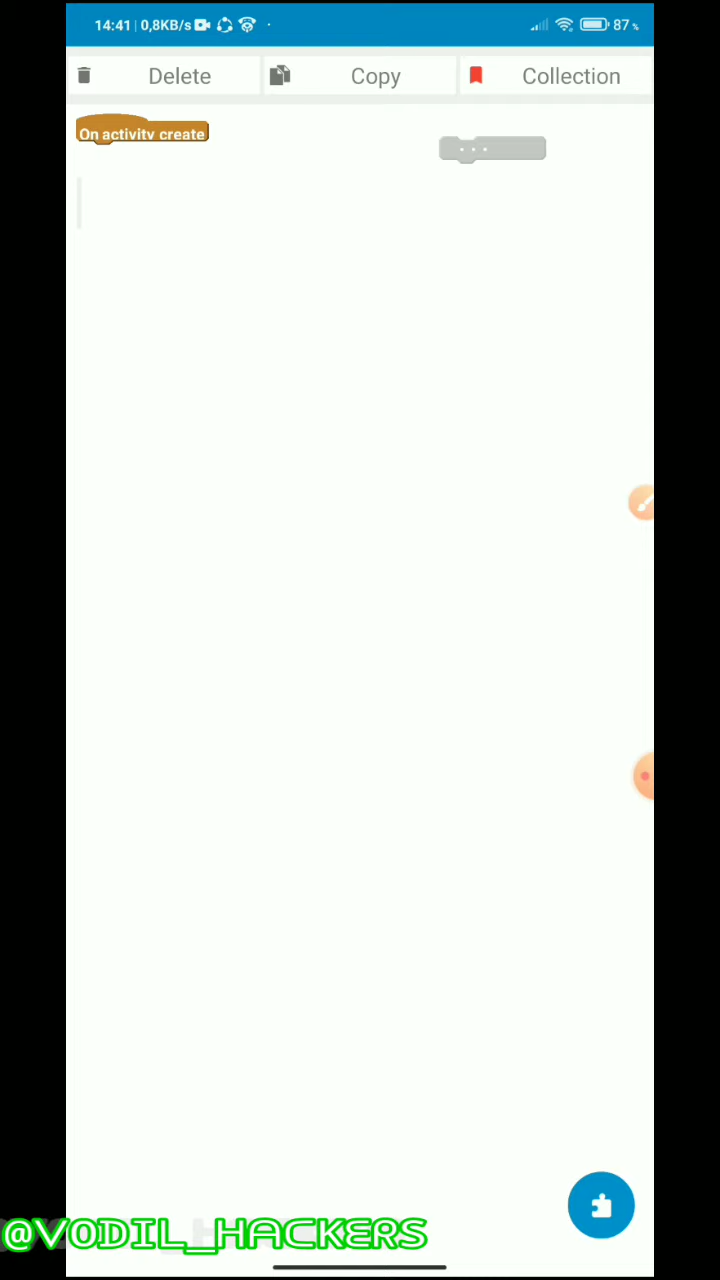 14:41 | 0,8KB/s 87 %
Delete Copy Collection
On activity create
. . .
@VODIL_HACKERS